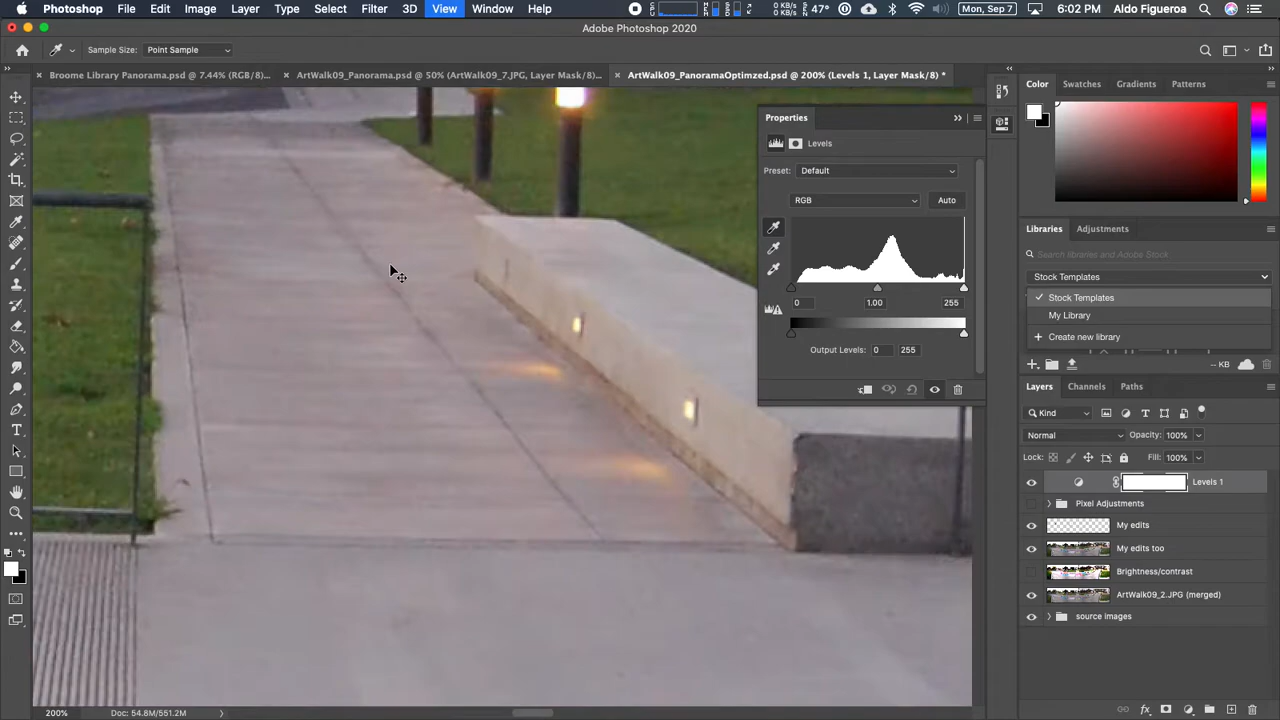 Photoshop File Edit Image Layer Type Select Filter 3D View Window Help 0 KB/s 0 KB/s 47° Mon, Sep 7 6:02 PM Aldo Figueroa
Adobe Photoshop 2020
Sample Size: Point Sample
Broome Library Panorama.psd @ 7.44% (RGB/8)... ArtWalk09_Panorama.psd @ 50% (ArtWalk09_7.JPG, Layer Mask/8)... ArtWalk09_PanoramaOptimzed.psd @ 200% (Levels 1, Layer Mask/8) *
Color Swatches Gradients Patterns
Properties
Levels
Preset: Default
RGB Auto
0 1.00 255
Output Levels: 0 255
Libraries Adjustments
Search libraries and Adobe Stock
Stock Templates
Stock Templates
My Library
Create new library
-- KB
Layers Channels Paths
Kind
Normal Opacity: 100%
Lock: Fill: 100%
Levels 1
Pixel Adjustments
My edits
My edits too
Brightness/contrast
ArtWalk09_2.JPG (merged)
source images
200% Doc: 54.8M/551.2M